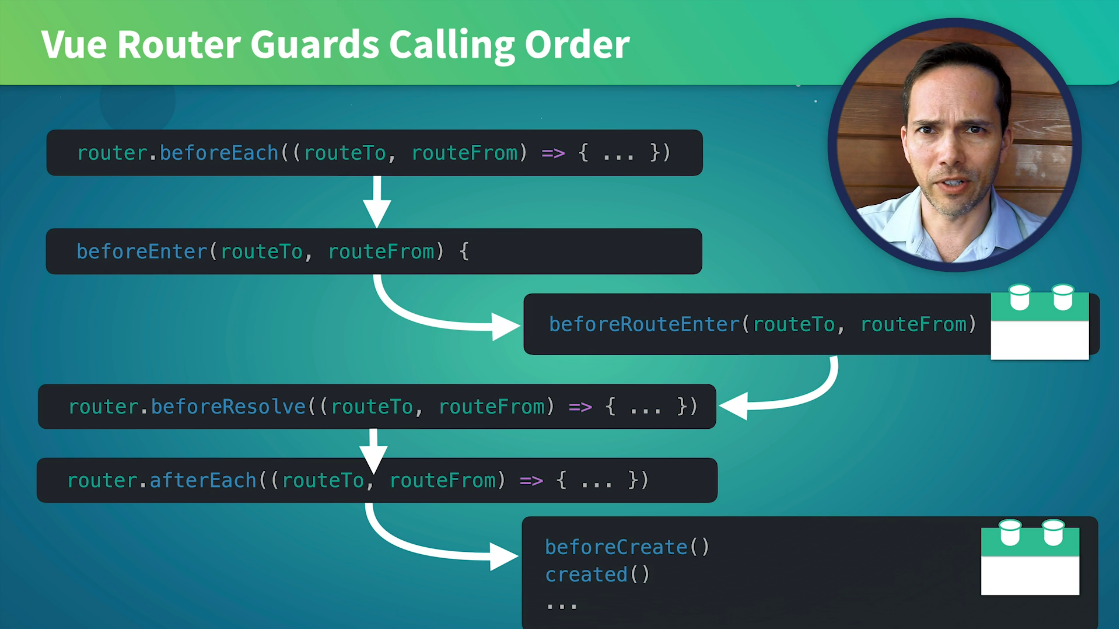 Vue Router Guards Calling Order
router.beforeEach((routeTo, routeFrom) => { ... })
beforeEnter(routeTo, routeFrom) {
beforeRouteEnter(routeTo, routeFrom)
router.beforeResolve((routeTo, routeFrom) => { ... })
router.afterEach((routeTo, routeFrom) => { ... })
beforeCreate()
created()
...